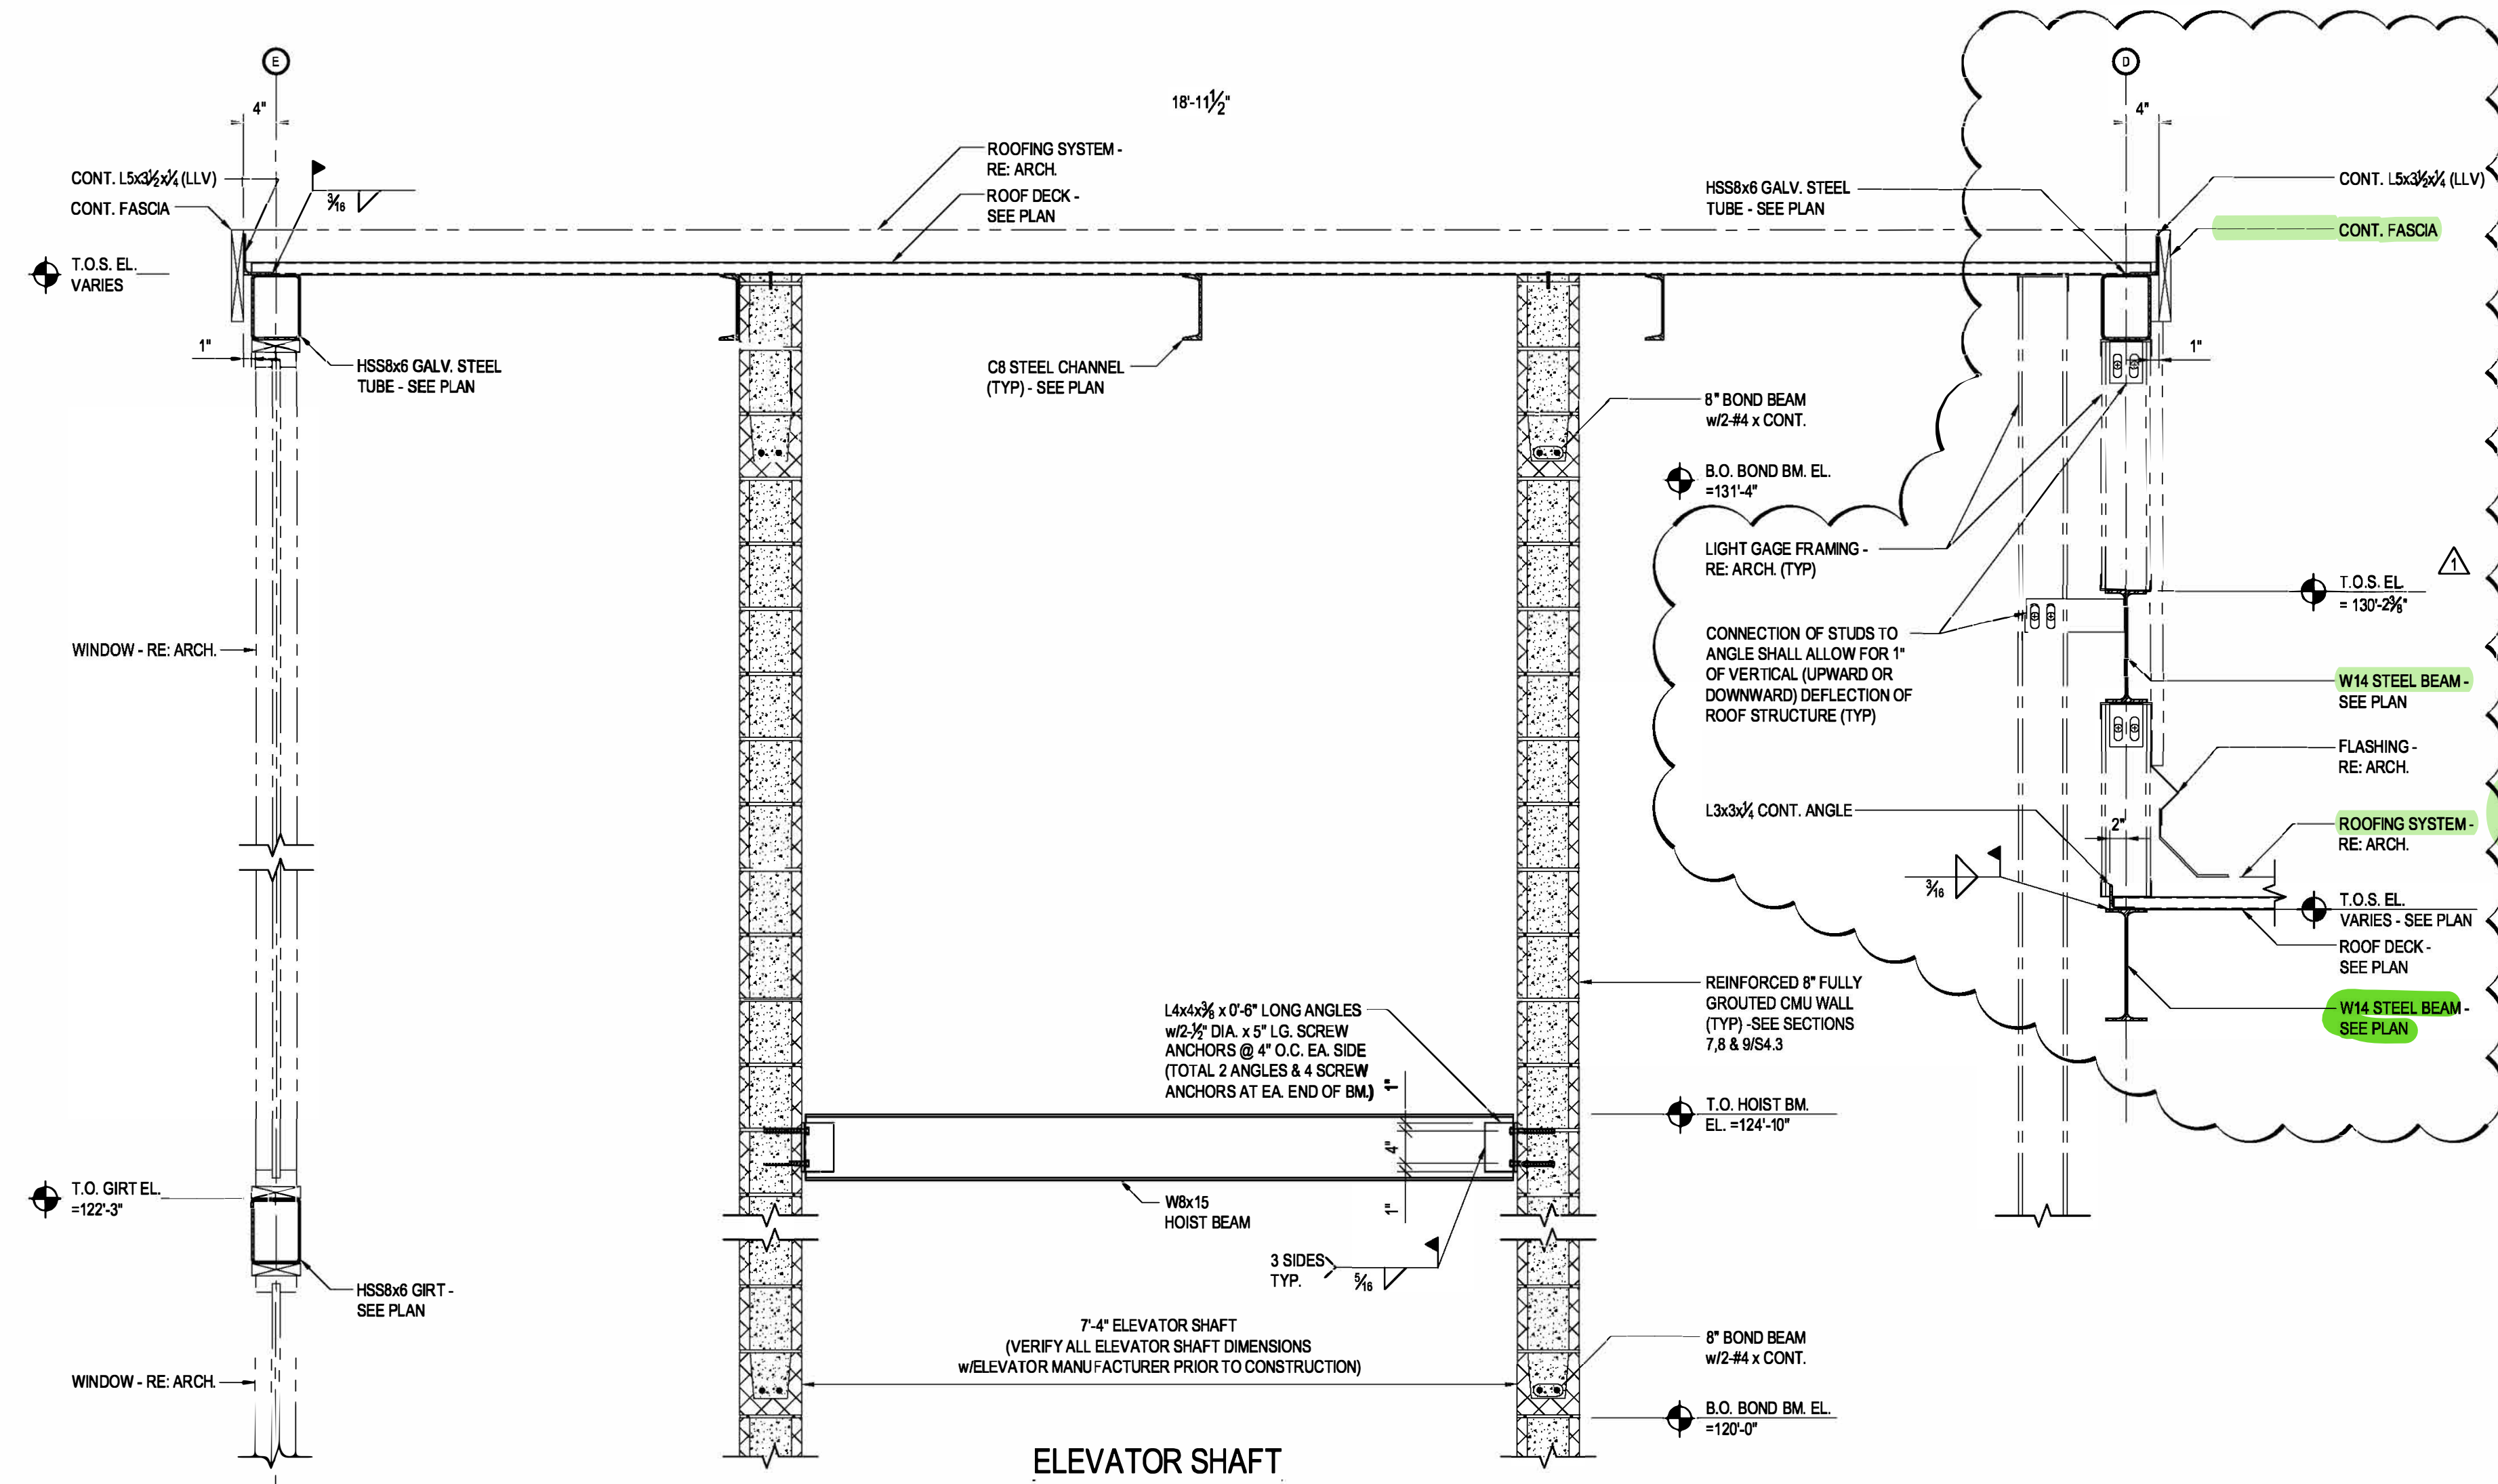 E
D
4"
18'-11½"
4"
ROOFING SYSTEM -
RE: ARCH.
ROOF DECK -
SEE PLAN
CONT. L5x3½x¼ (LLV)
CONT. FASCIA
3/16
T.O.S. EL.
VARIES
1"
HSS8x6 GALV. STEEL
TUBE - SEE PLAN
C8 STEEL CHANNEL
(TYP) - SEE PLAN
HSS8x6 GALV. STEEL
TUBE - SEE PLAN
CONT. L5x3½x¼ (LLV)
CONT. FASCIA
1"
8" BOND BEAM
w/2-#4 x CONT.
B.O. BOND BM. EL.
=131'-4"
LIGHT GAGE FRAMING -
RE: ARCH. (TYP)
1
T.O.S. EL.
= 130'-2⅜"
WINDOW - RE: ARCH.
CONNECTION OF STUDS TO
ANGLE SHALL ALLOW FOR 1"
OF VERTICAL (UPWARD OR
DOWNWARD) DEFLECTION OF
ROOF STRUCTURE (TYP)
W14 STEEL BEAM -
SEE PLAN
FLASHING -
RE: ARCH.
L3x3x¼ CONT. ANGLE
2"
ROOFING SYSTEM -
RE: ARCH.
3/16
T.O.S. EL.
VARIES - SEE PLAN
ROOF DECK -
SEE PLAN
W14 STEEL BEAM -
SEE PLAN
REINFORCED 8" FULLY
GROUTED CMU WALL
(TYP) -SEE SECTIONS
7,8 & 9/S4.3
L4x4x⅜ x 0'-6" LONG ANGLES
w/2-½" DIA. x 5" LG. SCREW
ANCHORS @ 4" O.C. EA. SIDE
(TOTAL 2 ANGLES & 4 SCREW
ANCHORS AT EA. END OF BM.)
1"
4"
1"
T.O. HOIST BM.
EL. =124'-10"
T.O. GIRT EL.
=122'-3"
W8x15
HOIST BEAM
3 SIDES
TYP.
5/16
HSS8x6 GIRT -
SEE PLAN
7'-4" ELEVATOR SHAFT
(VERIFY ALL ELEVATOR SHAFT DIMENSIONS
w/ELEVATOR MANUFACTURER PRIOR TO CONSTRUCTION)
8" BOND BEAM
w/2-#4 x CONT.
WINDOW - RE: ARCH.
B.O. BOND BM. EL.
=120'-0"
ELEVATOR SHAFT